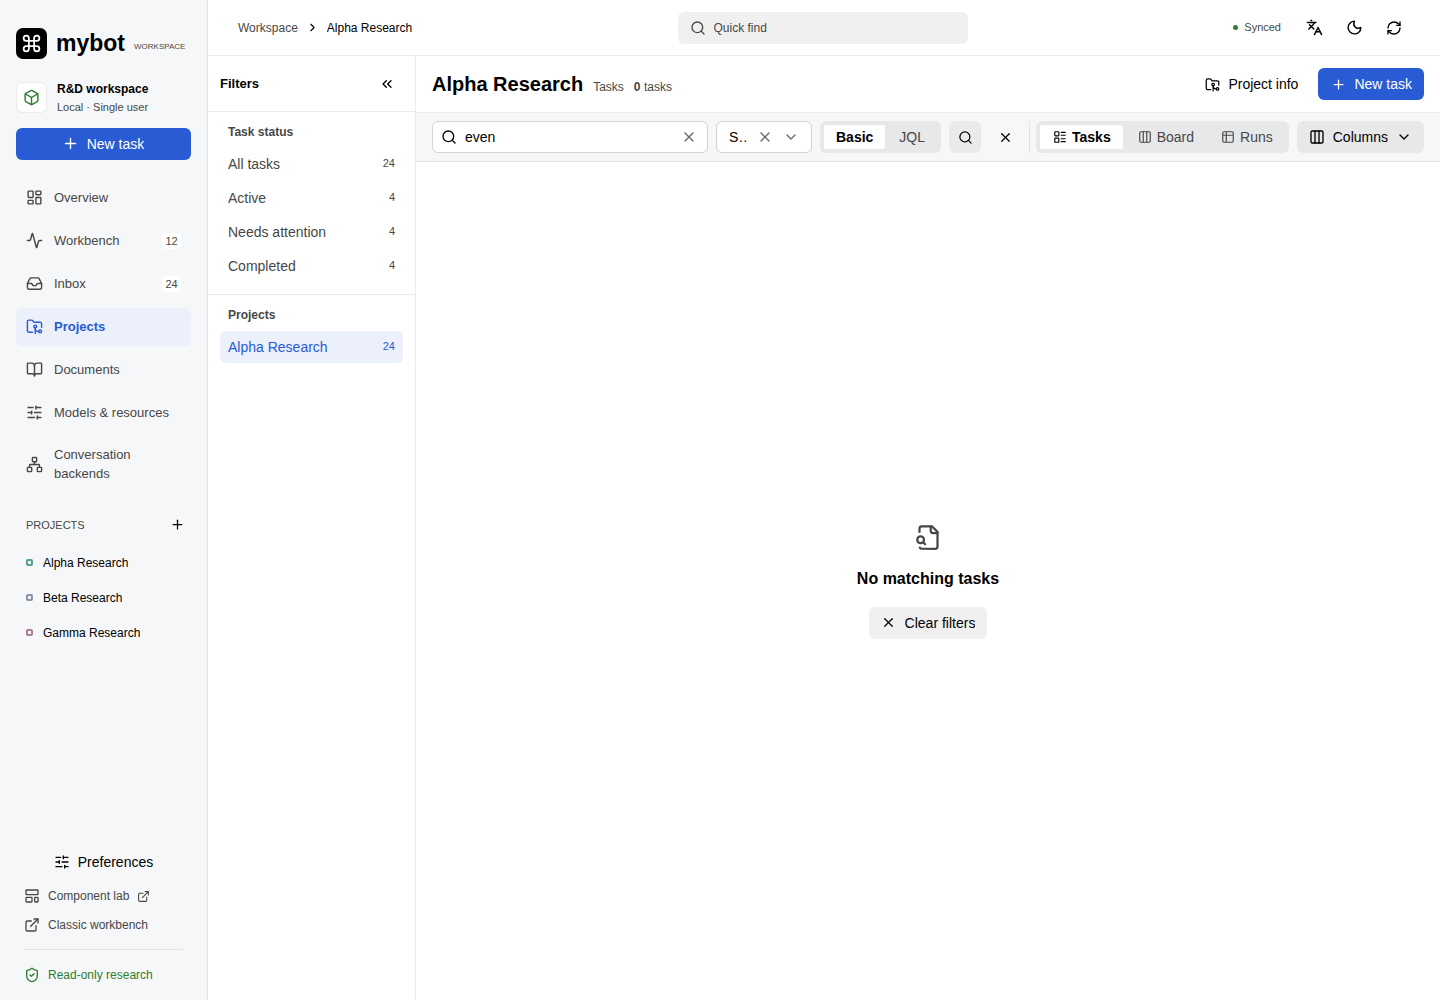 mybot WORKSPACE
R&D workspace
Local · Single user
New task
Overview
Workbench 12
Inbox 24
Projects
Documents
Models & resources
Conversation
backends
PROJECTS
Alpha Research
Beta Research
Gamma Research
Preferences
Component lab
Classic workbench
Read-only research
Workspace Alpha Research
Quick find
Synced
Filters
Task status
All tasks 24
Active 4
Needs attention 4
Completed 4
Projects
Alpha Research 24
Alpha Research Tasks 0 tasks
Project info
New task
even
S..
Basic
JQL
Tasks
Board
Runs
Columns
No matching tasks
Clear filters